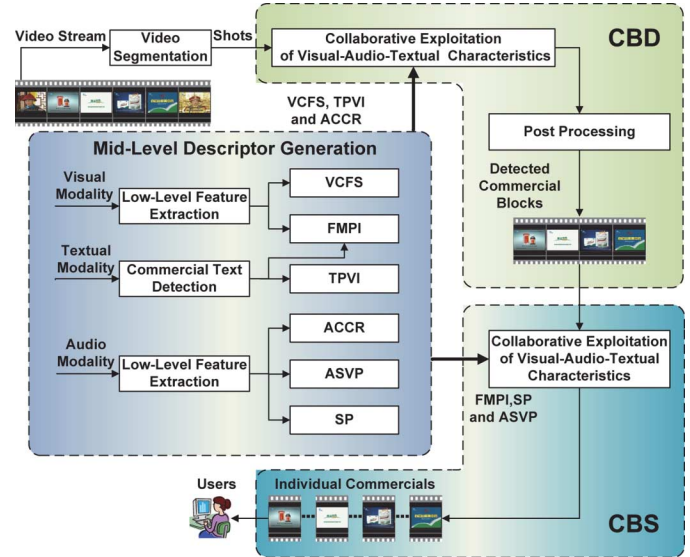 Video Stream
Video
Segmentation
Shots
Collaborative Exploitation
of Visual-Audio-Textual Characteristics
CBD
VCFS, TPVI
and ACCR
Post Processing
Detected
Commercial
Blocks
Mid-Level Descriptor Generation
Visual
Modality
Low-Level Feature
Extraction
VCFS
FMPI
Textual
Modality
Commercial Text
Detection
TPVI
Audio
Modality
Low-Level Feature
Extraction
ACCR
ASVP
SP
Collaborative Exploitation
of Visual-Audio-Textual
Characteristics
FMPI,SP
and ASVP
Users
Individual Commercials
CBS